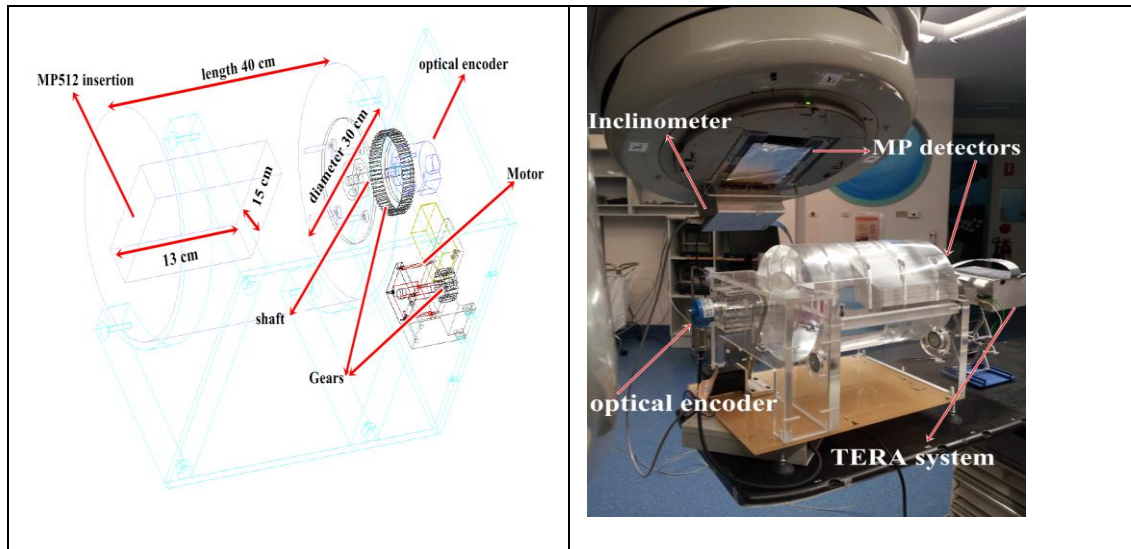 length 40 cm
optical encoder
MP512 insertion
diameter 30 cm
Motor
15 cm
13 cm
shaft
Gears
Inclinometer
MP detectors
optical encoder
TERA system